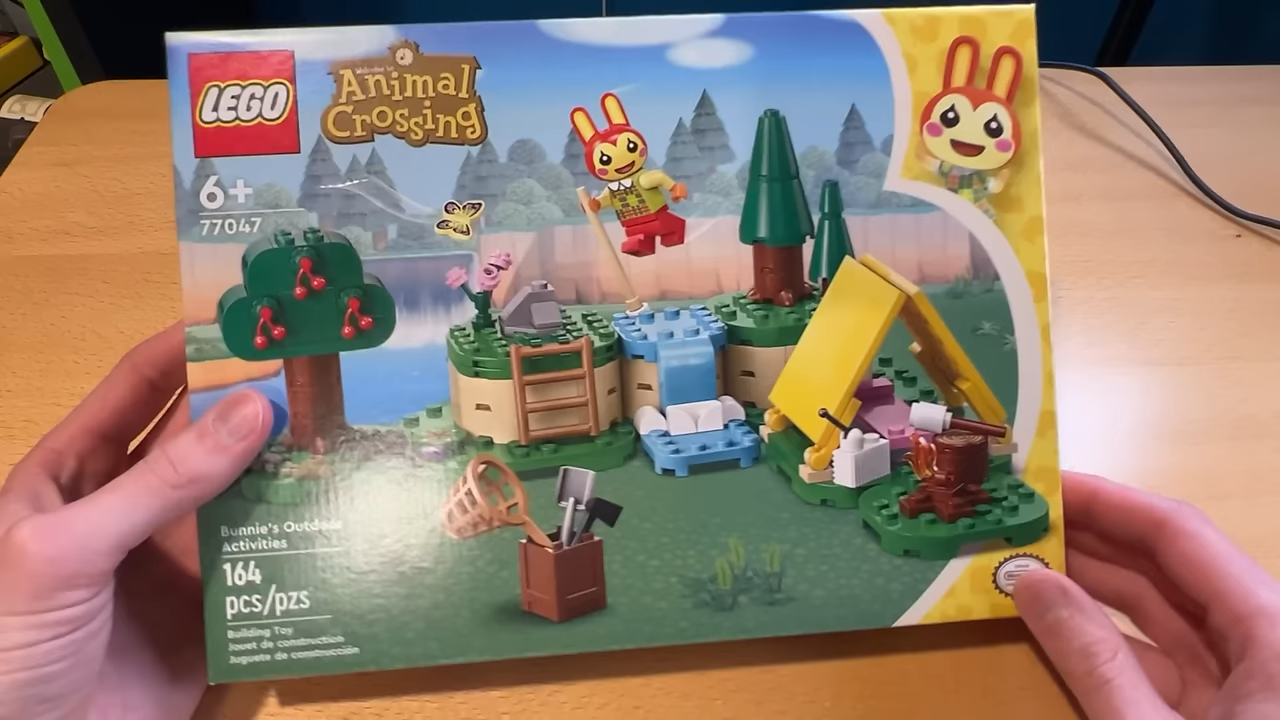 LEGO
Welcome to
Animal
Crossing
6+
77047
Bunnie's Outdoor
Activities
164
pcs/pzs
Building Toy
Jouet de construction
Juguete de construcción